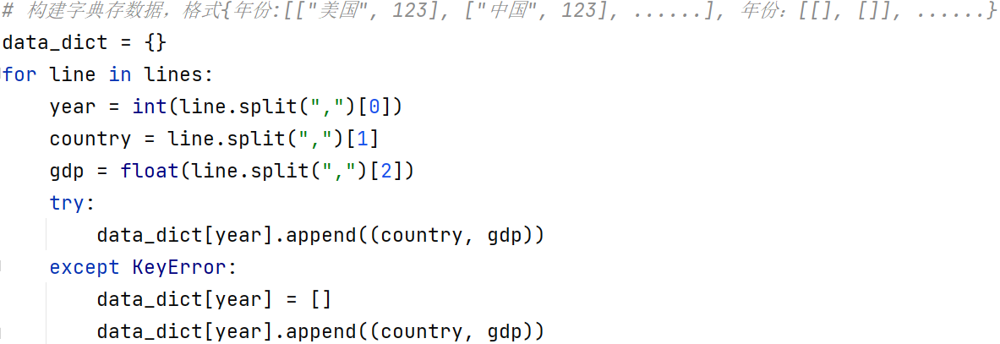 # 构建字典存数据，格式{年份:[["美国", 123], ["中国", 123], ......], 年份：[[], []], ......}
data_dict = {}
for line in lines:
    year = int(line.split(",")[0])
    country = line.split(",")[1]
    gdp = float(line.split(",")[2])
    try:
        data_dict[year].append((country, gdp))
    except KeyError:
        data_dict[year] = []
        data_dict[year].append((country, gdp))